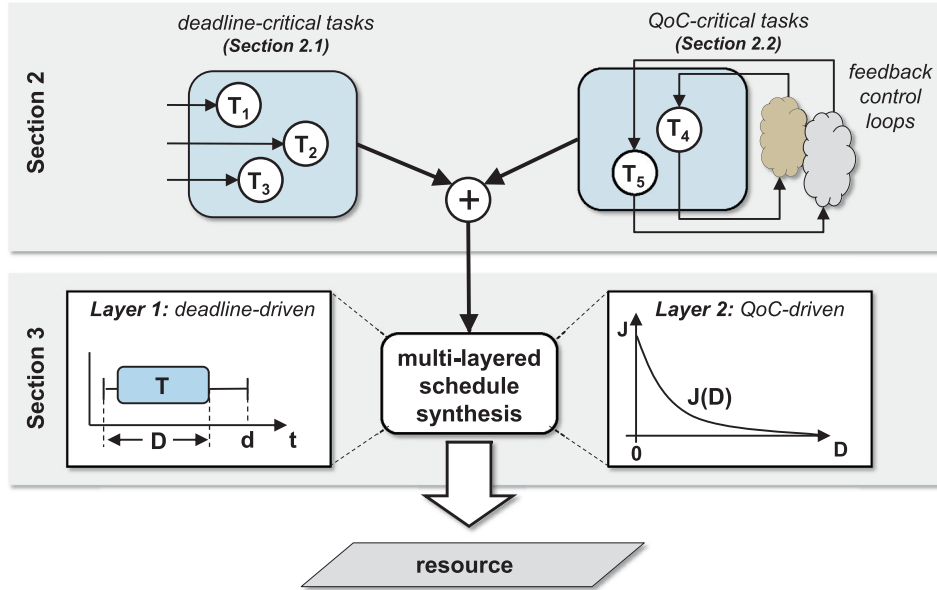 Section 2
deadline-critical tasks
(Section 2.1)
T1
T2
T3
QoC-critical tasks
(Section 2.2)
T4
T5
feedback
control
loops
+
Section 3
Layer 1: deadline-driven
T
D
d
t
multi-layered
schedule
synthesis
Layer 2: QoC-driven
J
J(D)
0
D
resource